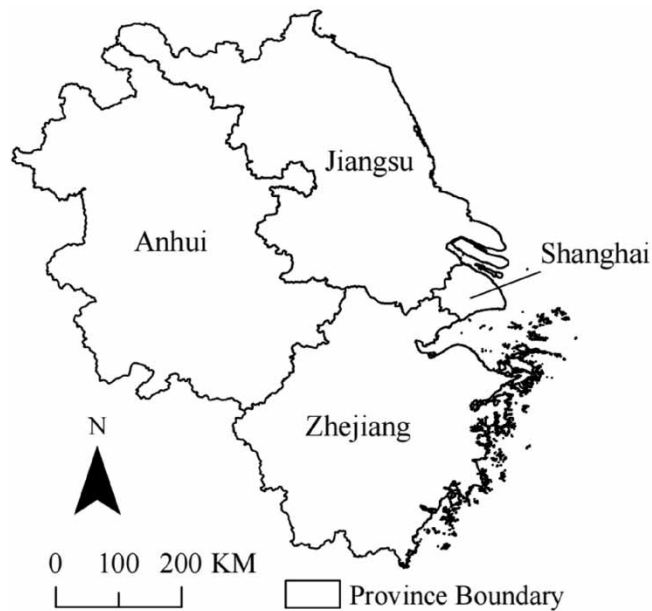 Jiangsu
Anhui
Shanghai
Zhejiang
N
0 100 200 KM
Province Boundary